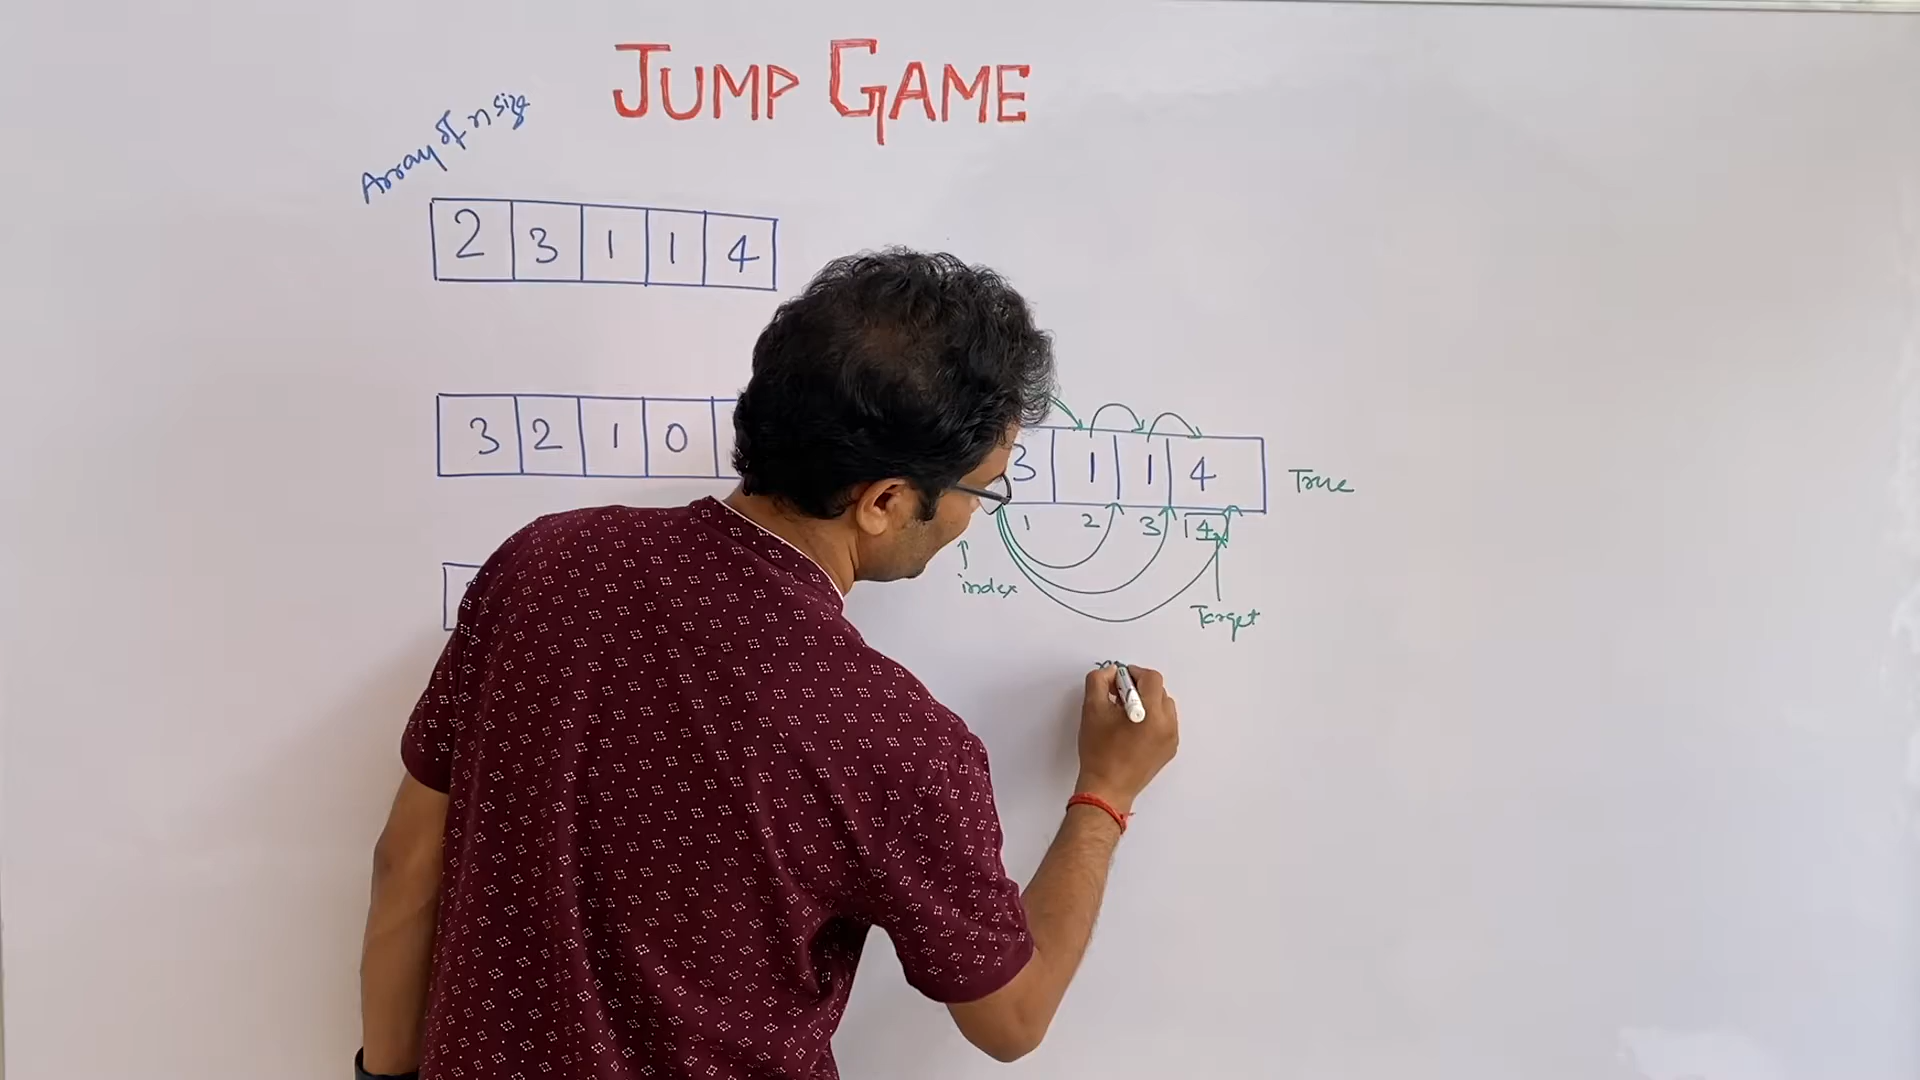 JUMP GAME
Array of n size
2 3 1 1 4
3 2 1 0
3 1 1 4 True
1 2 3 4
index
Target